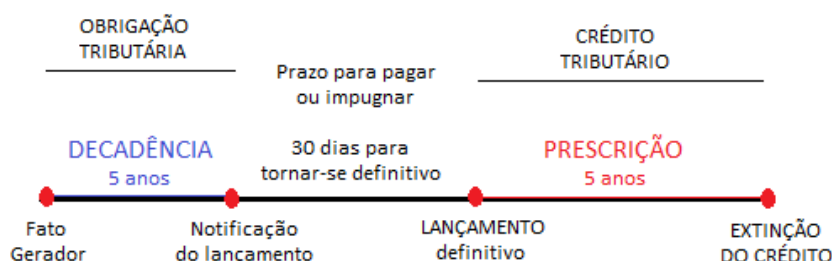 OBRIGAÇÃO
TRIBUTÁRIA
CRÉDITO
TRIBUTÁRIO
Prazo para pagar
ou impugnar
DECADÊNCIA
5 anos
30 dias para
tornar-se definitivo
PRESCRIÇÃO
5 anos
Fato
Gerador
Notificação
do lancamento
LANÇAMENTO
definitivo
EXTINÇÃO
DO CRÉDITO